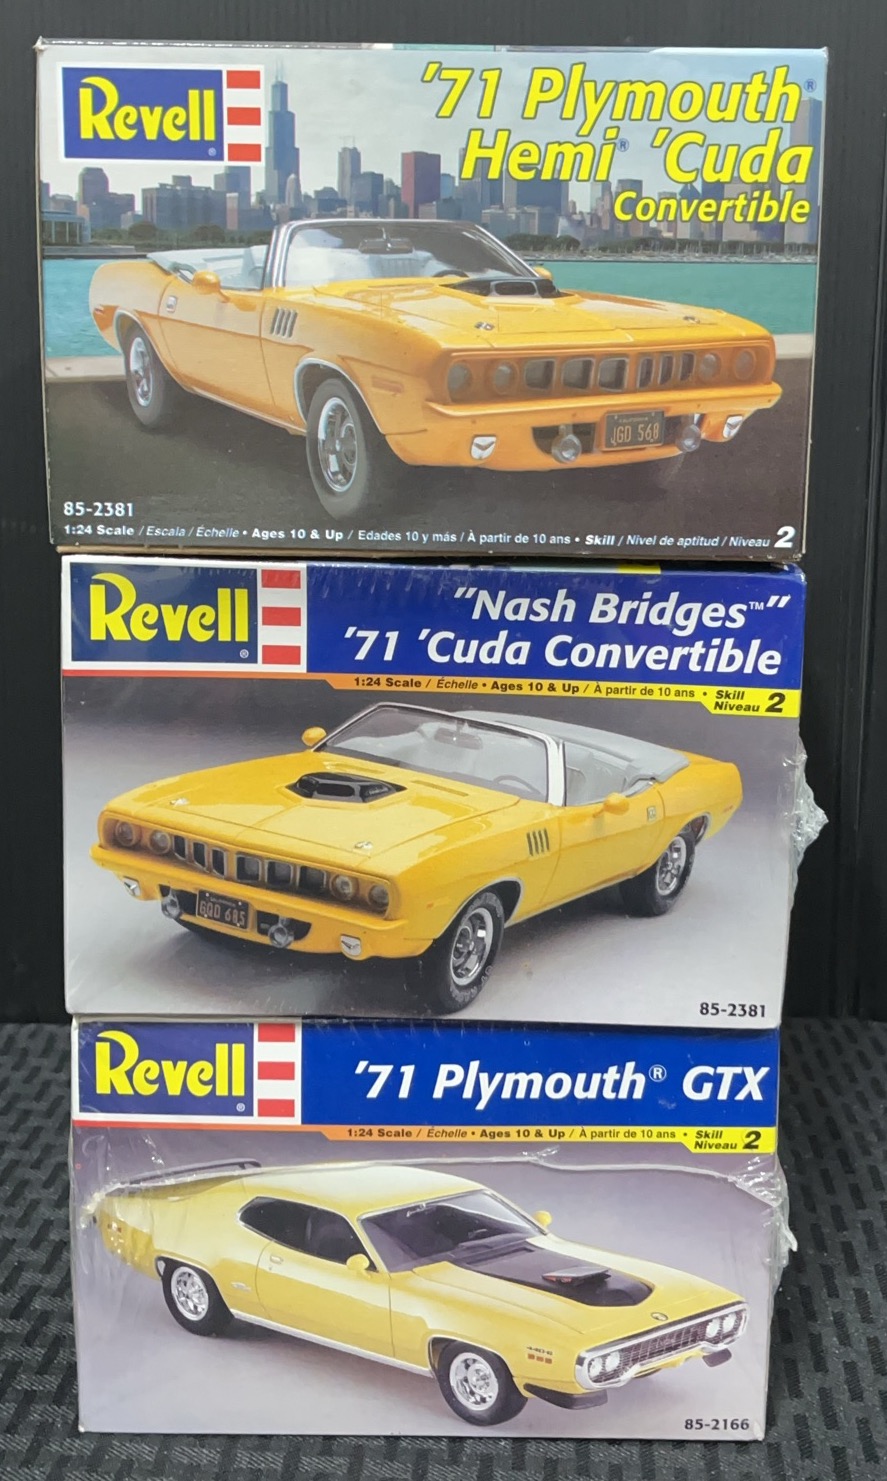 Revell®
'71 Plymouth®
Hemi® 'Cuda
Convertible
CALIFORNIA
JGD 568
85-2381
1:24 Scale / Escala / Échelle • Ages 10 & Up / Edades 10 y más / À partir de 10 ans • Skill / Nivel de aptitud / Niveau 2
Revell®
"Nash Bridges™"
'71 'Cuda Convertible
1:24 Scale / Échelle • Ages 10 & Up / À partir de 10 ans • Skill
Niveau 2
GQD 685
85-2381
Revell®
'71 Plymouth® GTX
1:24 Scale / Échelle • Ages 10 & Up / À partir de 10 ans • Skill
Niveau 2
85-2166